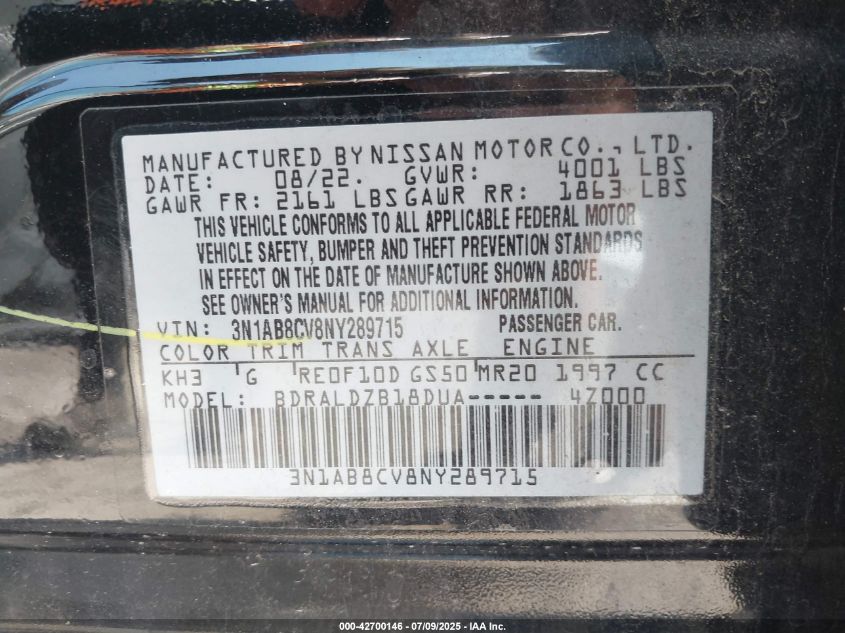 MANUFACTURED BY NISSAN MOTOR CO., LTD.
DATE: 08/22. GVWR: 4001 LBS
GAWR FR: 2161 LBS GAWR RR: 1863 LBS
THIS VEHICLE CONFORMS TO ALL APPLICABLE FEDERAL MOTOR
VEHICLE SAFETY, BUMPER AND THEFT PREVENTION STANDARDS
IN EFFECT ON THE DATE OF MANUFACTURE SHOWN ABOVE.
SEE OWNER'S MANUAL FOR ADDITIONAL INFORMATION.
VIN: 3N1AB8CV8NY289715 PASSENGER CAR.
COLOR TRIM TRANS AXLE ENGINE
KH3 G RE0F10D GS50 MR20 1997 CC
MODEL: BDRALDZB18DUA----- 4Z000
3N1AB8CV8NY289715
000-42700146 - 07/09/2025 - IAA Inc.